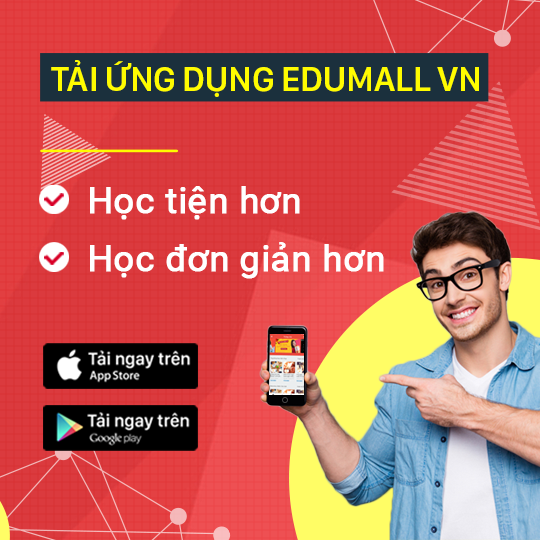 TẢI ỨNG DỤNG EDUMALL VN
Học tiện hơn
Học đơn giản hơn
Tải ngay trên
App Store
Tải ngay trên
Google play